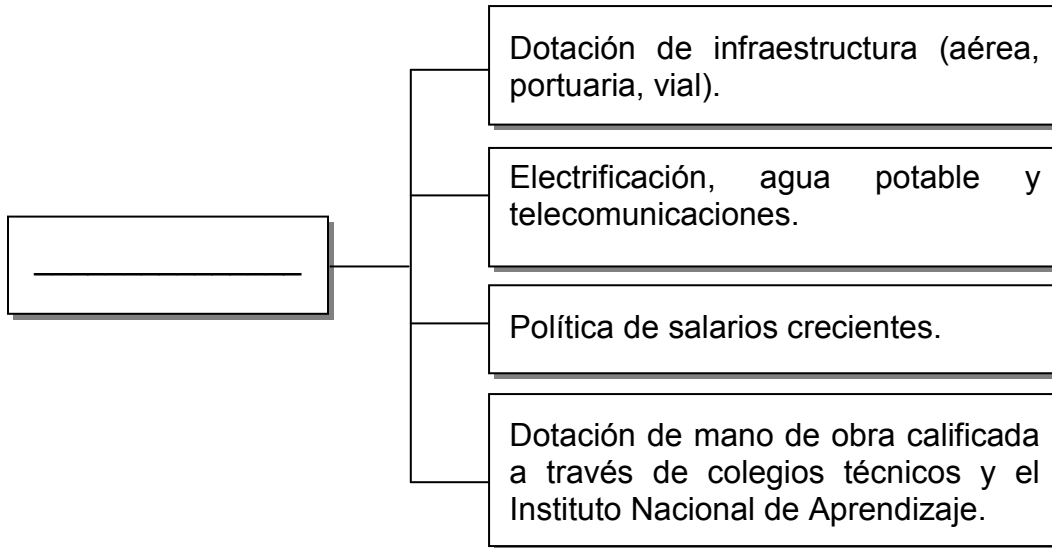 Dotación de infraestructura (aérea,
portuaria, vial).
Electrificación, agua potable y
telecomunicaciones.
_________________
Política de salarios crecientes.
Dotación de mano de obra calificada
a través de colegios técnicos y el
Instituto Nacional de Aprendizaje.